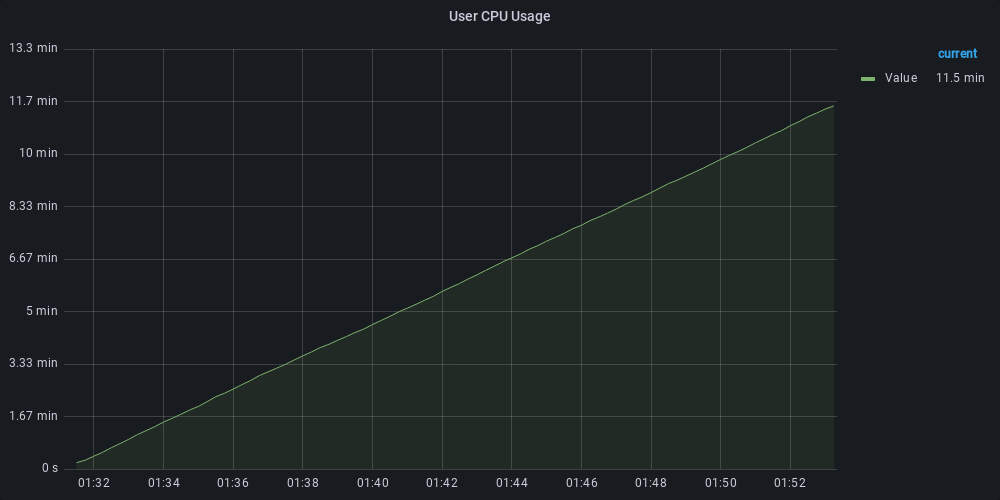 User CPU Usage
13.3 min
11.7 min
10 min
8.33 min
6.67 min
5 min
3.33 min
1.67 min
0 s
01:32 01:34 01:36 01:38 01:40 01:42 01:44 01:46 01:48 01:50 01:52
current
Value 11.5 min